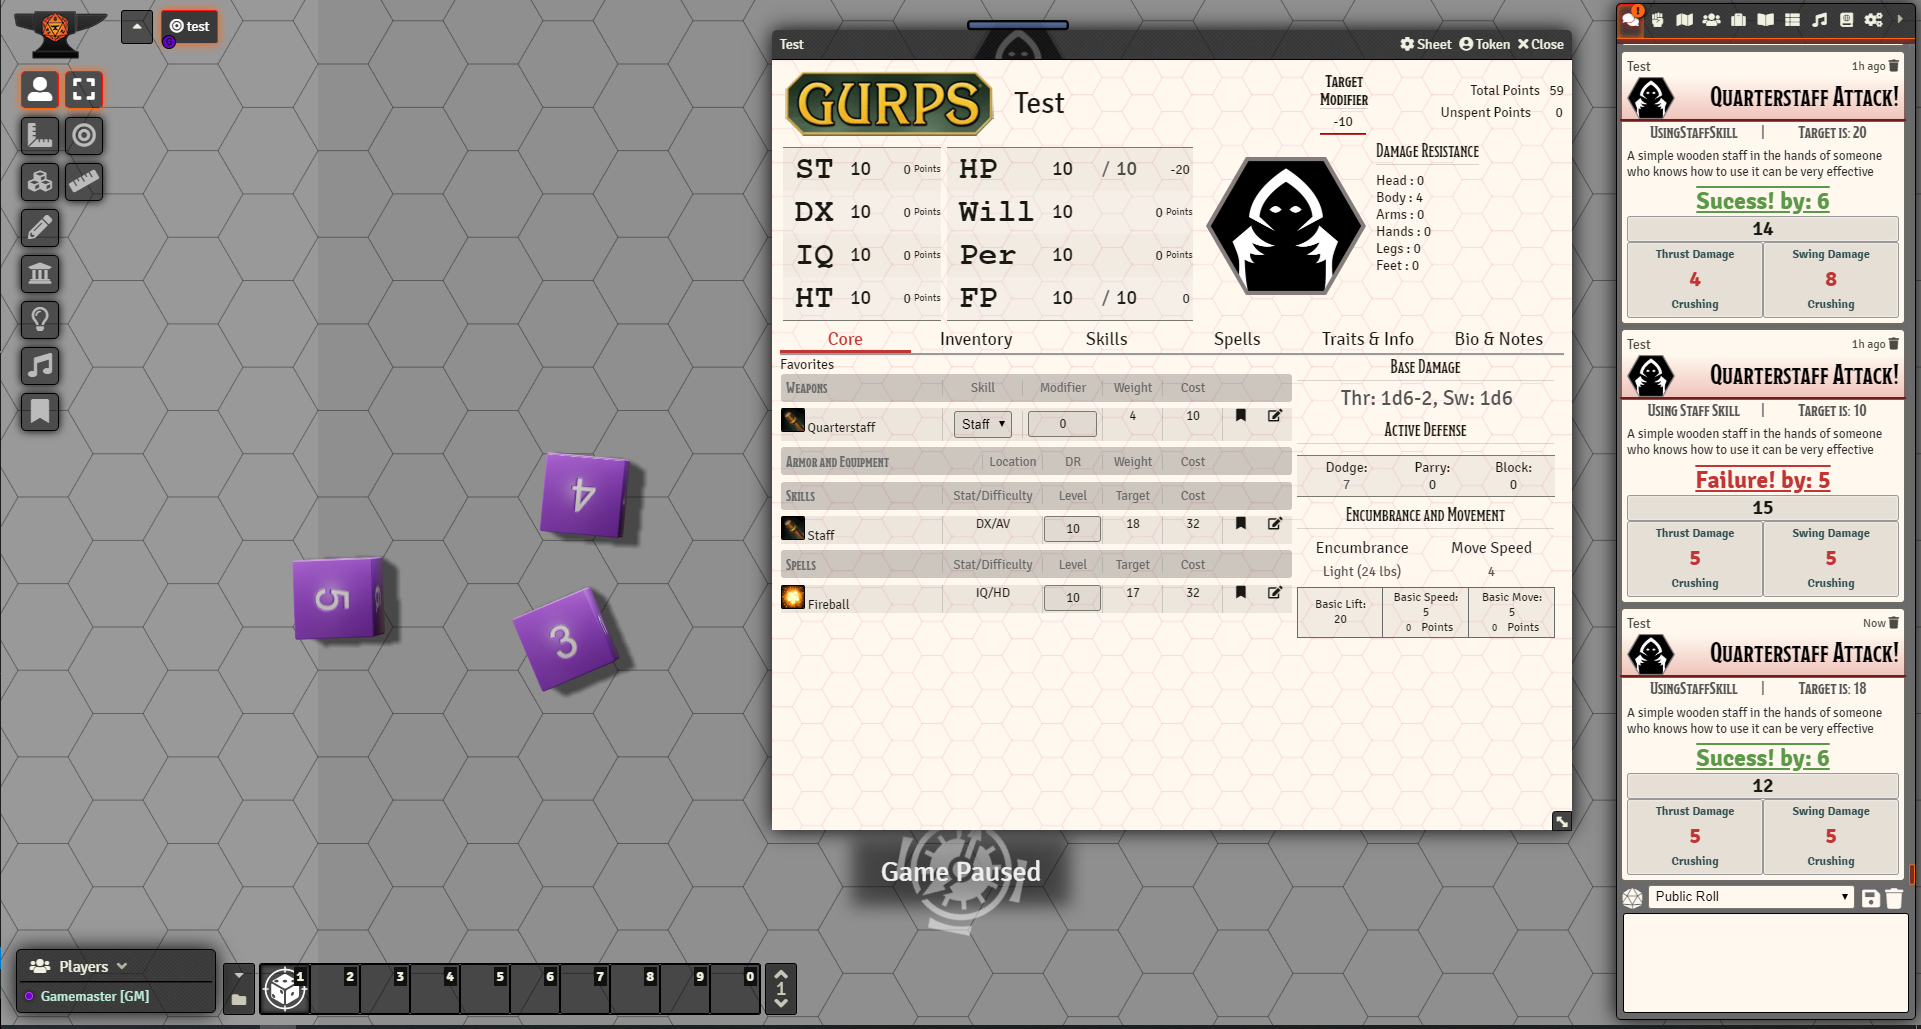 test
G
Test
Sheet
Token
Close
GURPS
Test
Target
Modifier
-10
Total Points 59
Unspent Points 0
ST 10 0 Points
DX 10 0 Points
IQ 10 0 Points
HT 10 0 Points
HP 10 / 10 -20
Will 10 0 Points
Per 10 0 Points
FP 10 / 10 0
Damage Resistance
Head : 0
Body : 4
Arms : 0
Hands : 0
Legs : 0
Feet : 0
Core Inventory Skills Spells Traits & Info Bio & Notes
Favorites
Weapons Skill Modifier Weight Cost
Quarterstaff Staff 0 4 10
Armor and Equipment Location DR Weight Cost
Skills Stat/Difficulty Level Target Cost
Staff DX/AV 10 18 32
Spells Stat/Difficulty Level Target Cost
Fireball IQ/HD 10 17 32
Base Damage
Thr: 1d6-2, Sw: 1d6
Active Defense
Dodge: Parry: Block:
7 0 0
Encumbrance and Movement
Encumbrance Move Speed
Light (24 lbs) 4
Basic Lift:
20
Basic Speed:
5
0 Points
Basic Move:
5
0 Points
4
5
6
3
Game Paused
Players
Gamemaster [GM]
1 2 3 4 5 6 7 8 9 0
1
!
Test 1h ago
Quarterstaff Attack!
UsingStaffSkill | Target is: 20
A simple wooden staff in the hands of someone
who knows how to use it can be very effective
Sucess! by: 6
14
Thrust Damage Swing Damage
4 8
Crushing Crushing
Test 1h ago
Quarterstaff Attack!
Using Staff Skill | Target is: 10
A simple wooden staff in the hands of someone
who knows how to use it can be very effective
Failure! by: 5
15
Thrust Damage Swing Damage
5 5
Crushing Crushing
Test Now
Quarterstaff Attack!
UsingStaffSkill | Target is: 18
A simple wooden staff in the hands of someone
who knows how to use it can be very effective
Sucess! by: 6
12
Thrust Damage Swing Damage
5 5
Crushing Crushing
Public Roll